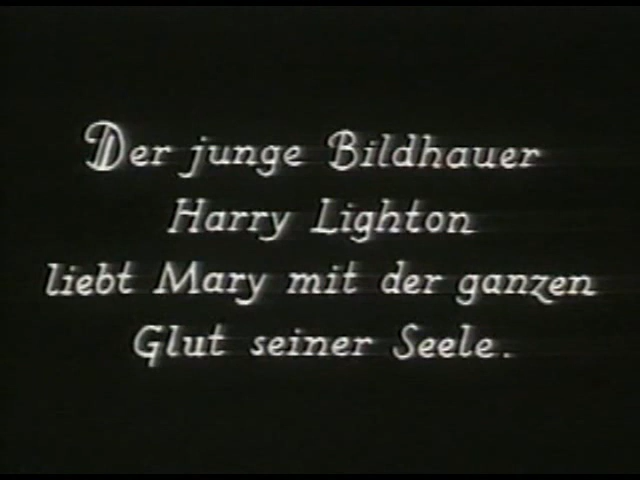 Der junge Bildhauer
Harry Lighton
liebt Mary mit der ganzen
Glut seiner Seele.